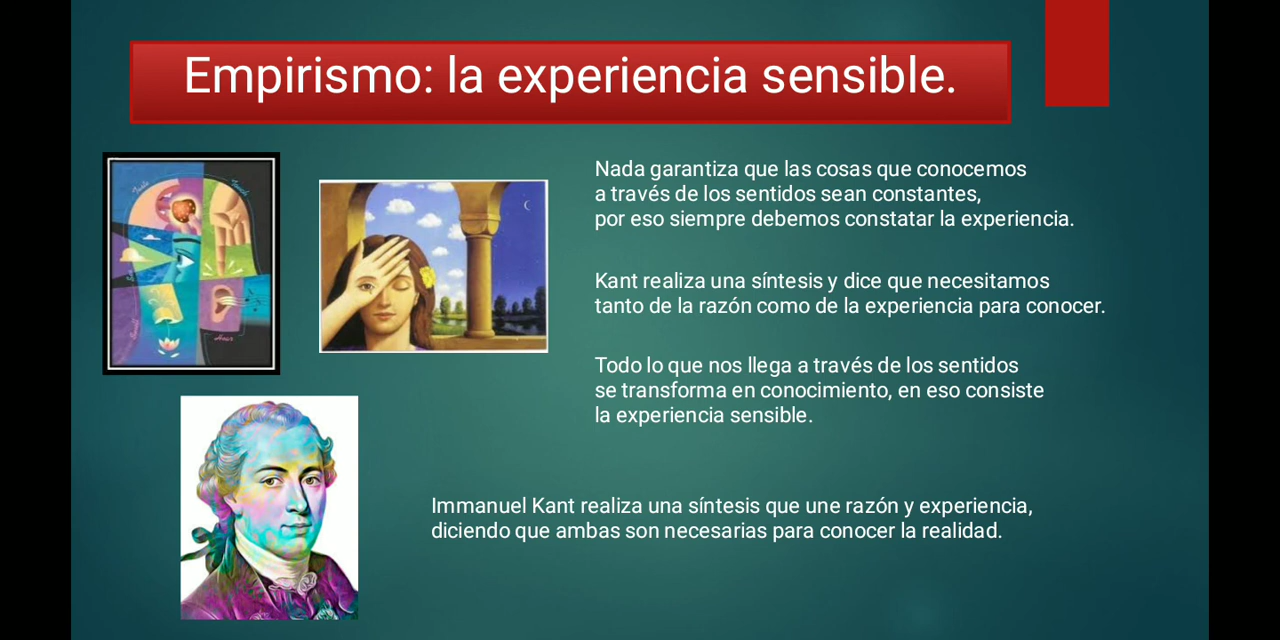 Empirismo: la experiencia sensible.
Nada garantiza que las cosas que conocemos
a través de los sentidos sean constantes,
por eso siempre debemos constatar la experiencia.
Kant realiza una síntesis y dice que necesitamos
tanto de la razón como de la experiencia para conocer.
Todo lo que nos llega a través de los sentidos
se transforma en conocimiento, en eso consiste
la experiencia sensible.
Immanuel Kant realiza una síntesis que une razón y experiencia,
diciendo que ambas son necesarias para conocer la realidad.